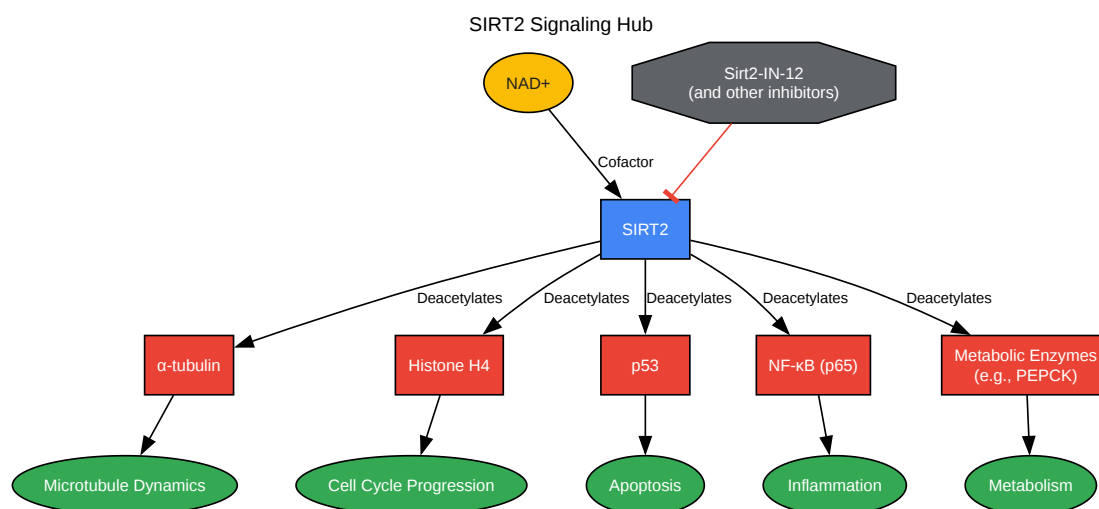 SIRT2 Signaling Hub
NAD+
Sirt2-IN-12
(and other inhibitors)
Cofactor
SIRT2
Deacetylates
Deacetylates
Deacetylates
Deacetylates
Deacetylates
α-tubulin
Histone H4
p53
NF-κB (p65)
Metabolic Enzymes
(e.g., PEPCK)
Microtubule Dynamics
Cell Cycle Progression
Apoptosis
Inflammation
Metabolism